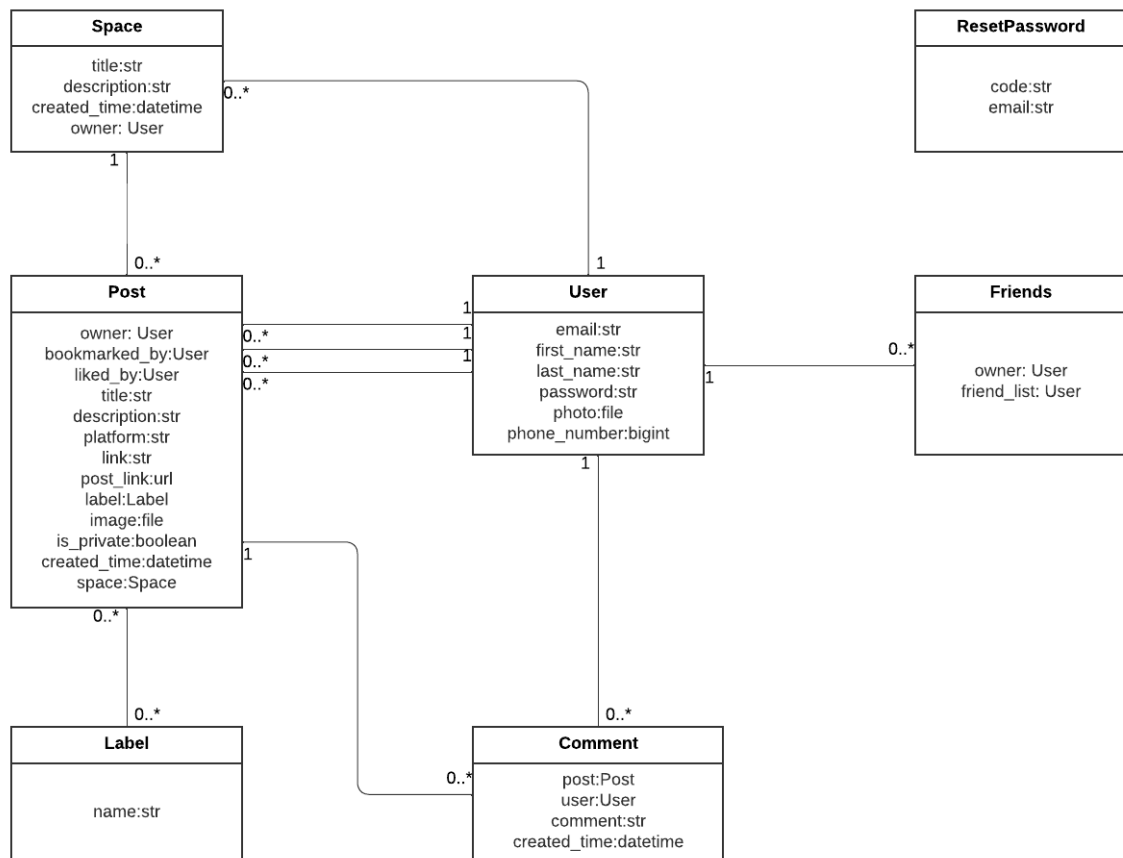 Space
title:str
description:str
created_time:datetime
owner: User
ResetPassword
code:str
email:str
0..*
1
0..*
1
Post
owner: User
bookmarked_by:User
liked_by:User
title:str
description:str
platform:str
link:str
post_link:url
label:Label
image:file
is_private:boolean
created_time:datetime
space:Space
1
0..*
1
0..*
1
0..*
User
email:str
first_name:str
last_name:str
password:str
photo:file
phone_number:bigint
0..*
1
Friends
owner: User
friend_list: User
1
1
0..*
0..*
0..*
0..*
Label
name:str
Comment
post:Post
user:User
comment:str
created_time:datetime